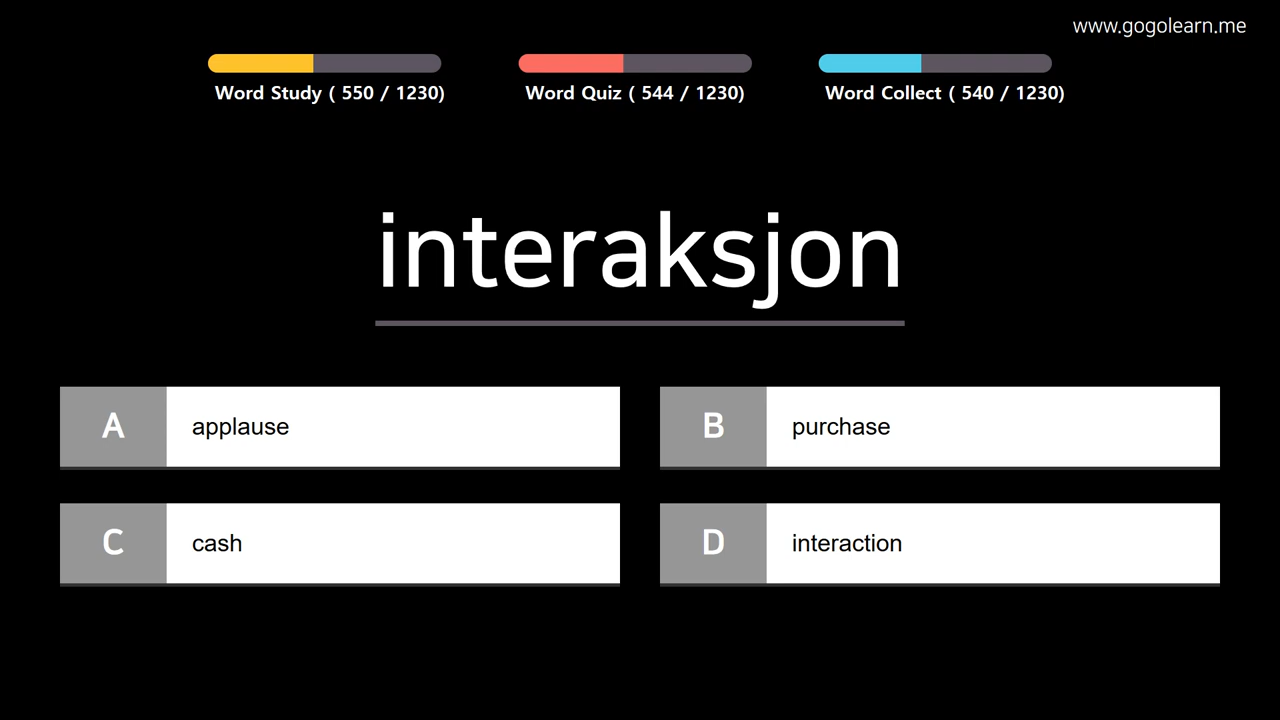 www.gogolearn.me
Word Study ( 550 / 1230)
Word Quiz ( 544 / 1230)
Word Collect ( 540 / 1230)
interaksjon
A applause
B purchase
C cash
D interaction